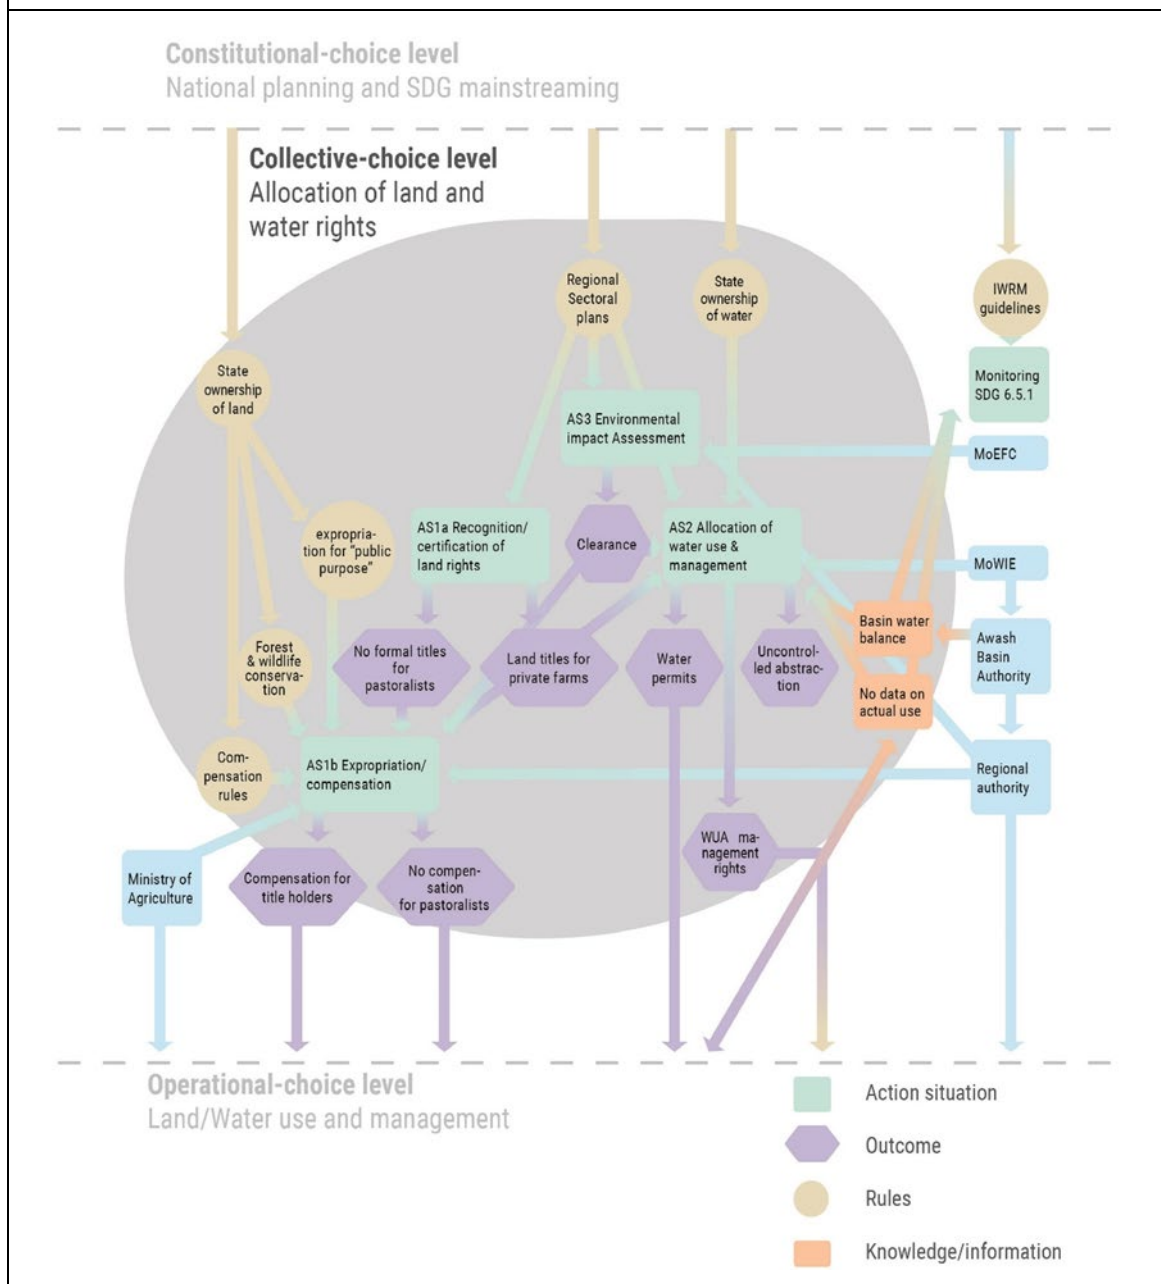 Constitutional-choice level
National planning and SDG mainstreaming
Collective-choice level
Allocation of land and
water rights
Regional
Sectoral
plans
State
ownership
of water
IWRM
guidelines
State
ownership
of land
Monitoring
SDG 6.5.1
AS3 Environmental
impact Assessment
MoEFC
expropria-
tion for "public
purpose"
AS1a Recognition/
certification of
land rights
Clearance
AS2 Allocation of
water use &
management
MoWIE
Basin water
balance
Awash
Basin
Authority
Forest
& wildlife
conserva-
tion
No formal titles
for
pastoralists
Land titles for
private farms
Water
permits
Uncontrol-
led abstrac-
tion
No data on
actual use
Com-
pensation
rules
AS1b Expropriation/
compensation
Regional
authority
WUA ma-
nagement
rights
Ministry of
Agriculture
Compensation for
title holders
No compen-
sation
for pastoralists
Operational-choice level
Land/Water use and management
Action situation
Outcome
Rules
Knowledge/information